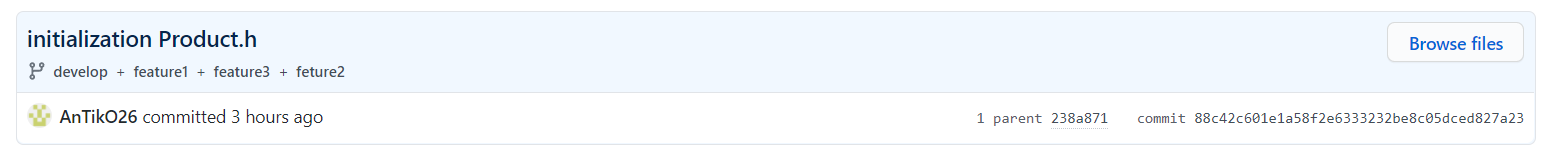 initialization Product.h
Browse files
develop + feature1 + feature3 + feture2
AnTikO26 committed 3 hours ago
1 parent 238a871 commit 88c42c601e1a58f2e6333232be8c05dced827a23